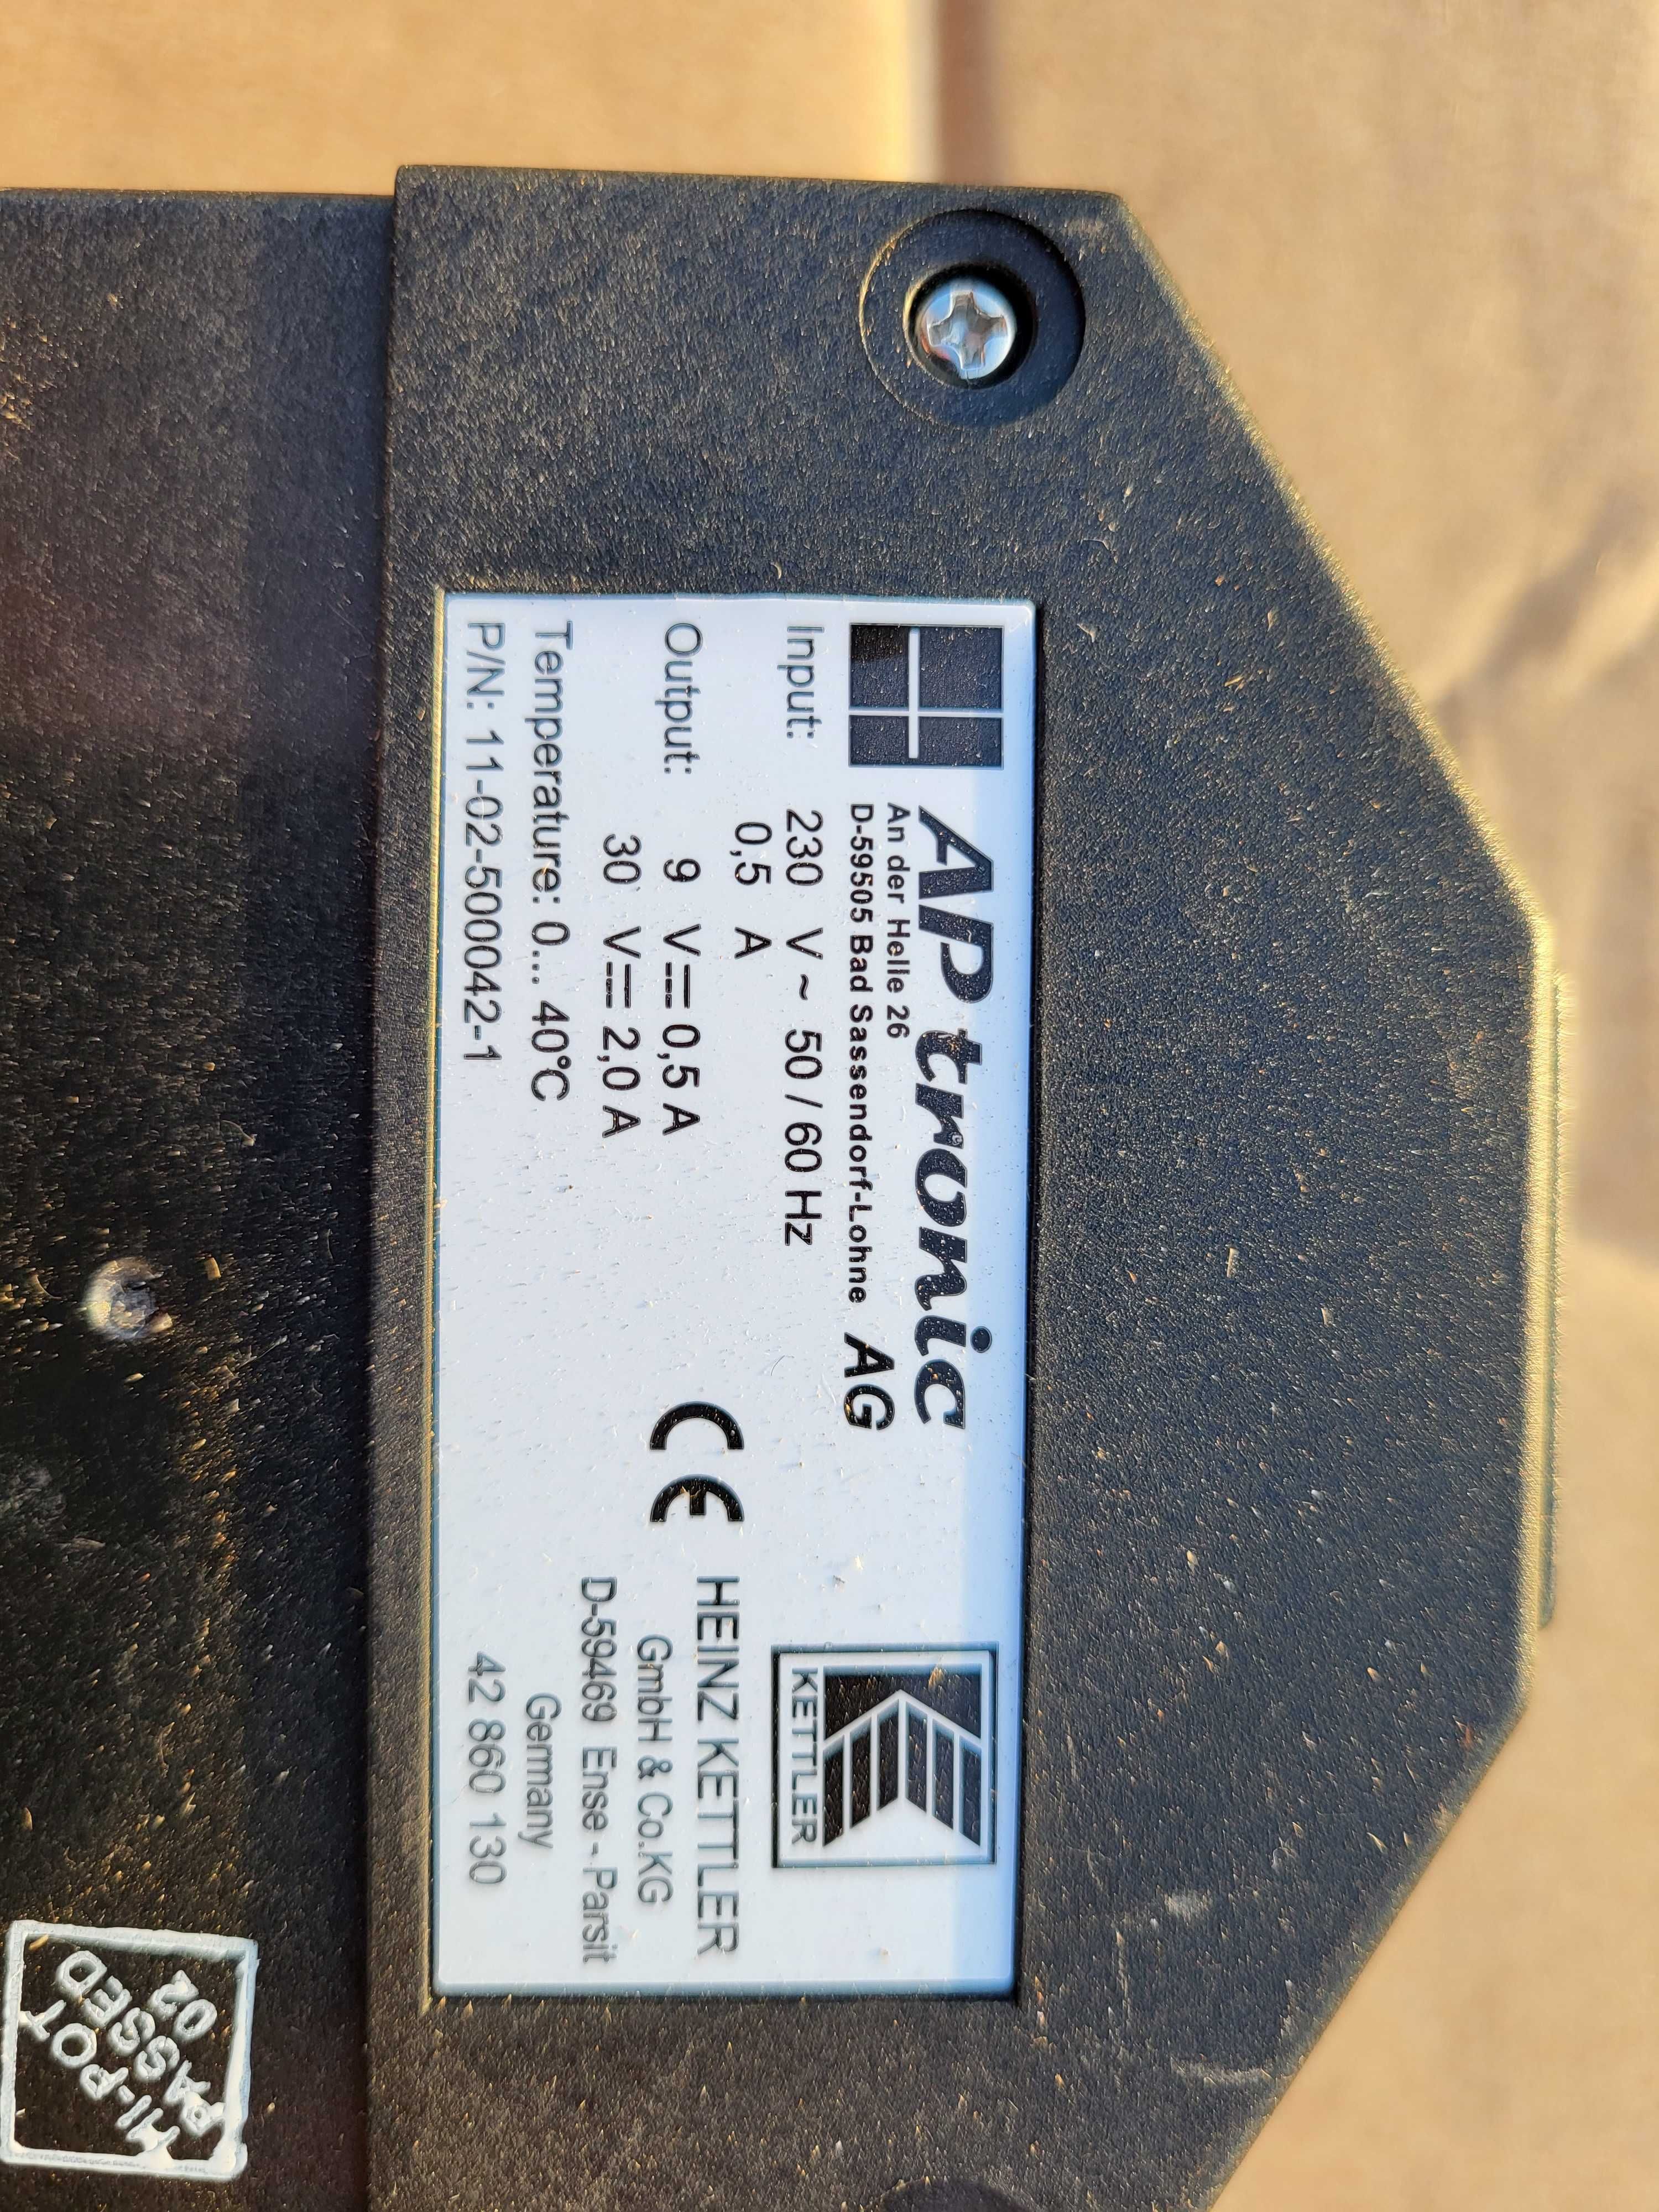 AP tronic
An der Helle 26
D-59505 Bad Sassendorf-Lohne AG
Input: 230 V ~ 50 / 60 Hz
0,5 A
Output: 9 V⎓ 0,5 A
30 V⎓ 2,0 A
Temperature: 0... 40°C
P/N: 11-02-500042-1
CE
KETTLER
HEINZ KETTLER
GmbH & Co.KG
D-59469 Ense - Parsit
Germany
42 860 130
HI-POT
PASSED
02